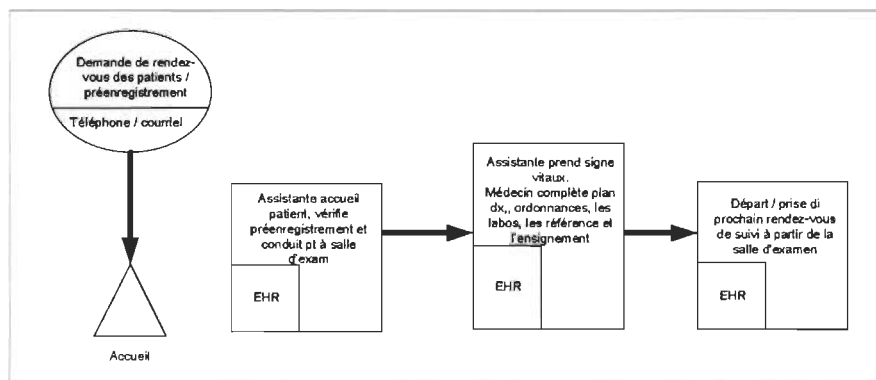 Demande de rendez-
vous des patients /
préenregistrement
Téléphone / courriel
Accueil
Assistante accueil
patient, vérifie
préenregistrement et
conduit pt à salle
d'exam
EHR
Assistante prend signe
vitaux.
Médecin complète plan
dx,, ordonnances, les
labos, les référence et
l'ensignement
EHR
Départ / prise di
prochain rendez-vous
de suivi à partir de la
salle d'examen
EHR